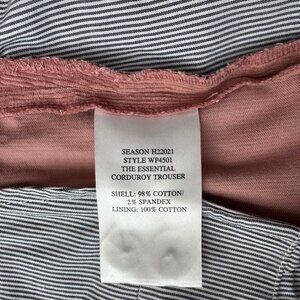 SEASON H22021
STYLE WP4501
THE ESSENTIAL
CORDUROY TROUSER
SHELL: 98% COTTON/
2% SPANDEX
LINING: 100% COTTON